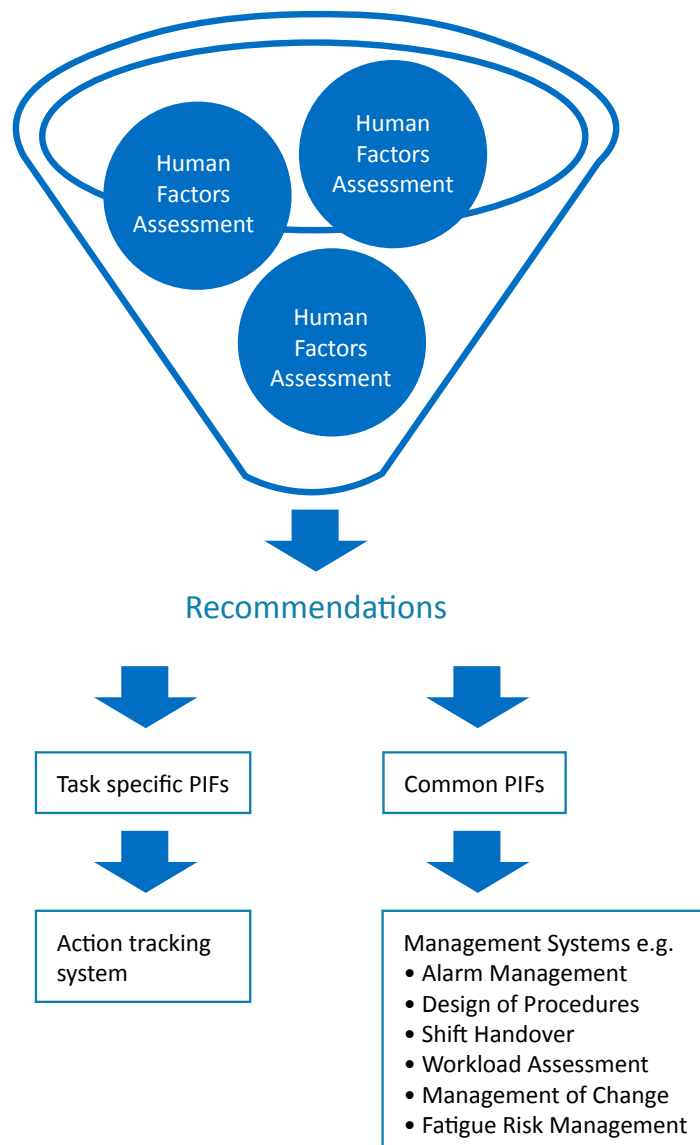 Human
Factors
Assessment
Human
Factors
Assessment
Human
Factors
Assessment
Recommendations
Task specific PIFs
Common PIFs
Action tracking
system
Management Systems e.g.
• Alarm Management
• Design of Procedures
• Shift Handover
• Workload Assessment
• Management of Change
• Fatigue Risk Management